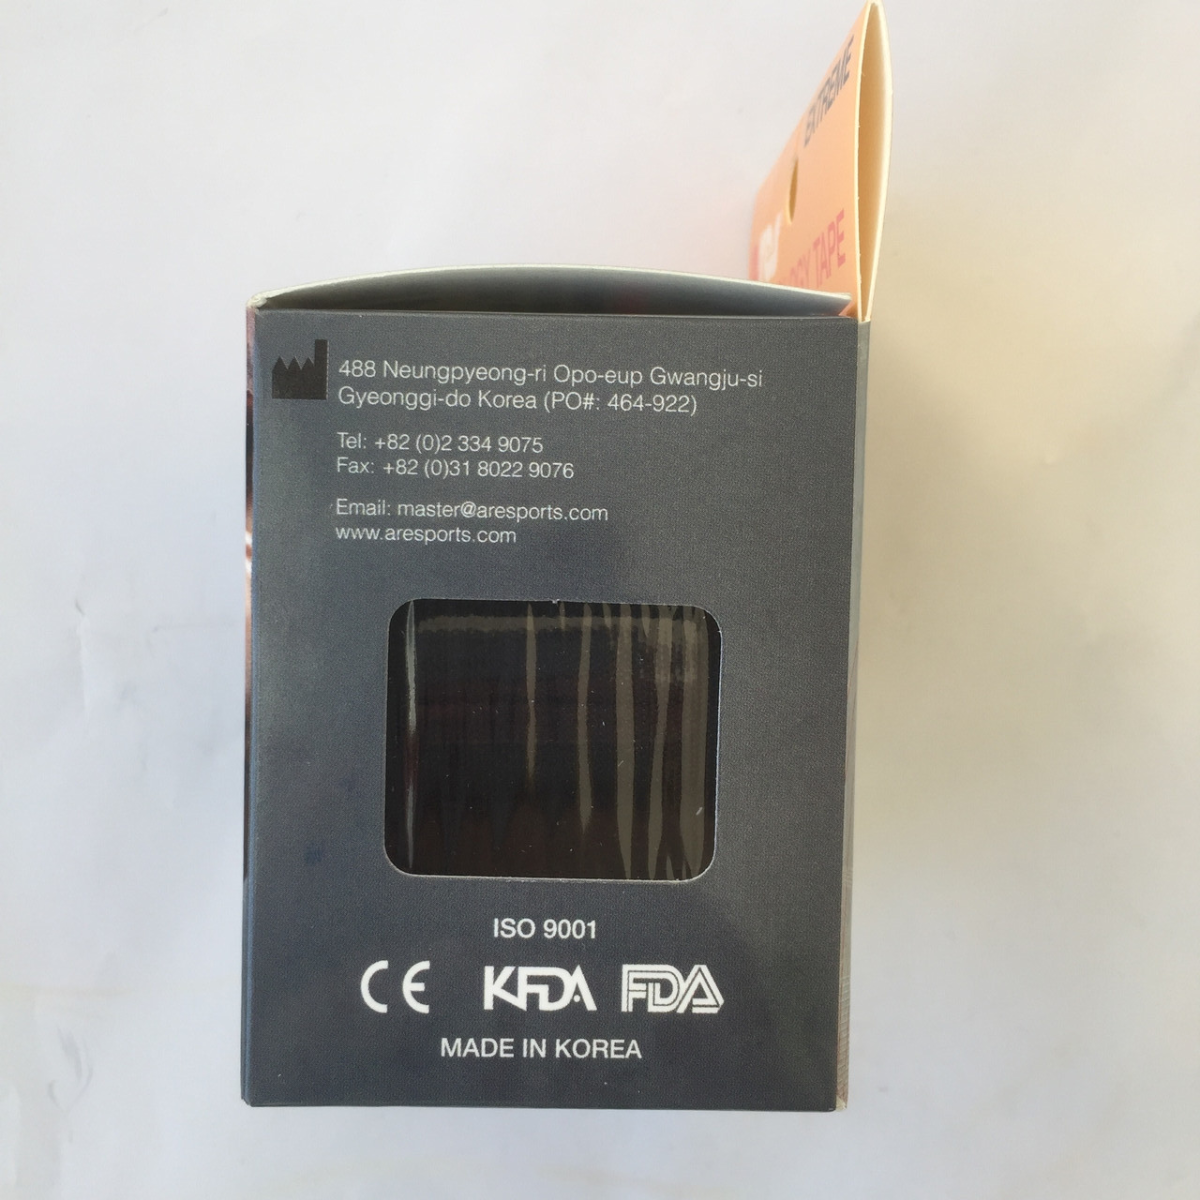 EXTREME
TAPE
488 Neungpyeong-ri Opo-eup Gwangju-si
Gyeonggi-do Korea (PO#: 464-922)
Tel: +82 (0)2 334 9075
Fax: +82 (0)31 8022 9076
Email: master@aresports.com
www.aresports.com
ISO 9001
CE KFDA FDA
MADE IN KOREA